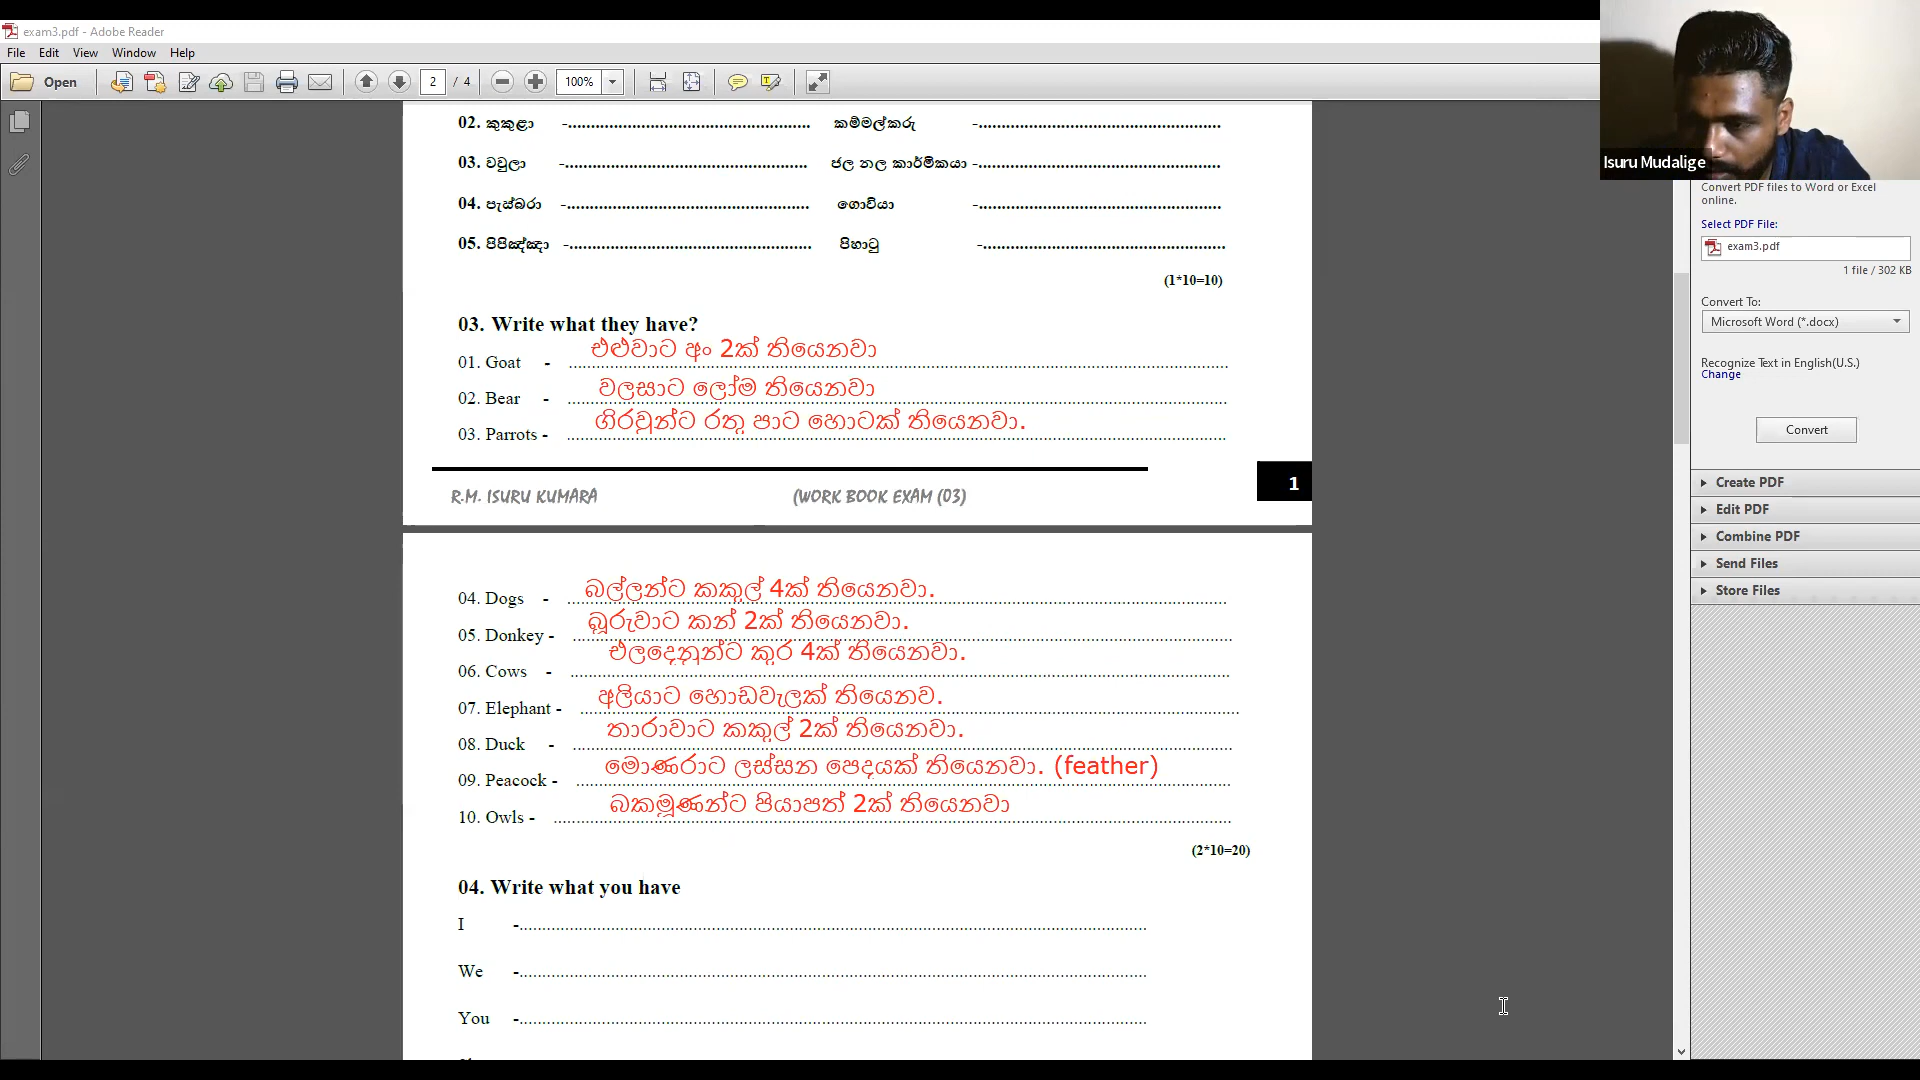 exam3.pdf - Adobe Reader
File Edit View Window Help
Open 2 / 4 100%
Isuru Mudalige
Convert PDF files to Word or Excel
online.
Select PDF File:
exam3.pdf
1 file / 302 KB
Convert To:
Microsoft Word (*.docx)
Recognize Text in English(U.S.)
Change
Convert
Create PDF
Edit PDF
Combine PDF
Send Files
Store Files
02. කුකුළා -.................................................... කම්මල්කරු -....................................................
03. වවුලා -.................................................... ජල නල කාර්මිකයා -....................................................
04. පැස්බරා -.................................................... ගොවියා -....................................................
05. පිපිඤ්ඤා -.................................................... පිහාටු -....................................................
(1*10=10)
03. Write what they have?
01. Goat - එළුවාට අං 2ක් තියෙනවා
02. Bear - වලසාට ලෝම තියෙනවා
03. Parrots - ගිරවුන්ට රතු පාට හොටක් තියෙනවා.
R.M. ISURU KUMARA (WORK BOOK EXAM (03) 1
04. Dogs - බල්ලන්ට කකුල් 4ක් තියෙනවා.
05. Donkey - බූරුවාට කන් 2ක් තියෙනවා.
06. Cows - එලදෙනුන්ට කුර 4ක් තියෙනවා.
07. Elephant - අලියාට හොඩවැලක් තියෙනව.
08. Duck - තාරාවාට කකුල් 2ක් තියෙනවා.
09. Peacock - මොණරාට ලස්සන පෙදයක් තියෙනවා. (feather)
10. Owls - බකමූණන්ට පියාපත් 2ක් තියෙනවා
(2*10=20)
04. Write what you have
I -....................................................
We -....................................................
You -....................................................